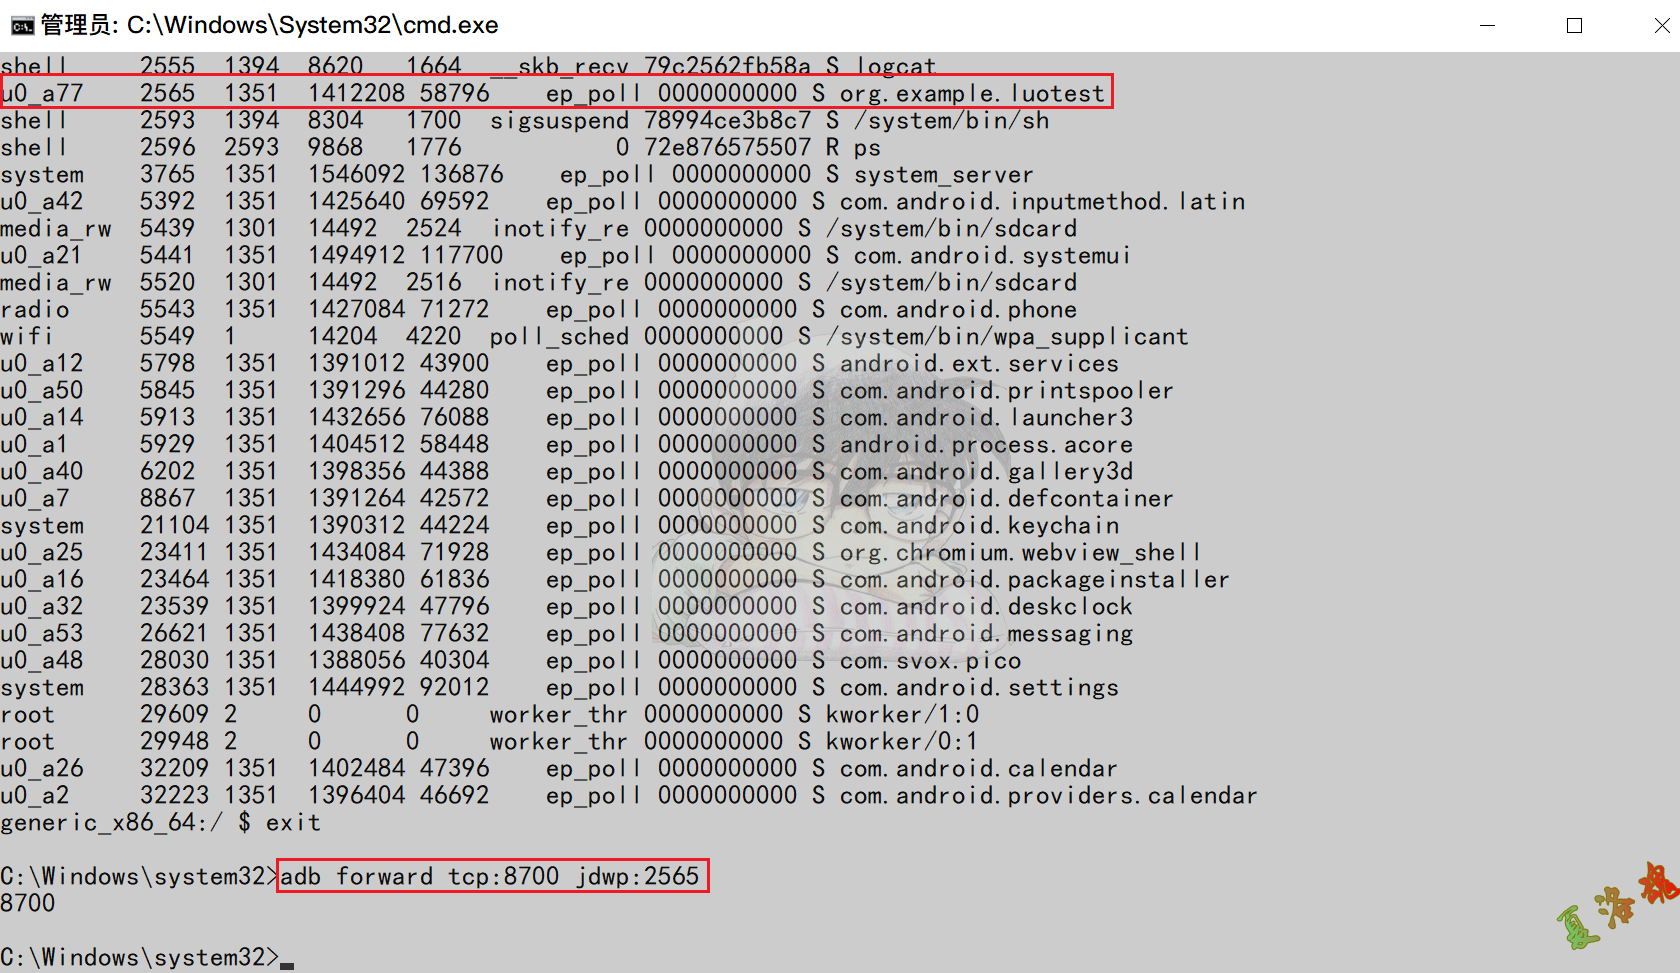 管理员: C:\Windows\System32\cmd.exe
shell 2555 1394 8620 1664 __skb_recv 79c2562fb58a S logcat
u0_a77 2565 1351 1412208 58796 ep_poll 0000000000 S org.example.luotest
shell 2593 1394 8304 1700 sigsuspend 78994ce3b8c7 S /system/bin/sh
shell 2596 2593 9868 1776 0 72e876575507 R ps
system 3765 1351 1546092 136876 ep_poll 0000000000 S system_server
u0_a42 5392 1351 1425640 69592 ep_poll 0000000000 S com.android.inputmethod.latin
media_rw 5439 1301 14492 2524 inotify_re 0000000000 S /system/bin/sdcard
u0_a21 5441 1351 1494912 117700 ep_poll 0000000000 S com.android.systemui
media_rw 5520 1301 14492 2516 inotify_re 0000000000 S /system/bin/sdcard
radio 5543 1351 1427084 71272 ep_poll 0000000000 S com.android.phone
wifi 5549 1 14204 4220 poll_sched 0000000000 S /system/bin/wpa_supplicant
u0_a12 5798 1351 1391012 43900 ep_poll 0000000000 S android.ext.services
u0_a50 5845 1351 1391296 44280 ep_poll 0000000000 S com.android.printspooler
u0_a14 5913 1351 1432656 76088 ep_poll 0000000000 S com.android.launcher3
u0_a1 5929 1351 1404512 58448 ep_poll 0000000000 S android.process.acore
u0_a40 6202 1351 1398356 44388 ep_poll 0000000000 S com.android.gallery3d
u0_a7 8867 1351 1391264 42572 ep_poll 0000000000 S com.android.defcontainer
system 21104 1351 1390312 44224 ep_poll 0000000000 S com.android.keychain
u0_a25 23411 1351 1434084 71928 ep_poll 0000000000 S org.chromium.webview_shell
u0_a16 23464 1351 1418380 61836 ep_poll 0000000000 S com.android.packageinstaller
u0_a32 23539 1351 1399924 47796 ep_poll 0000000000 S com.android.deskclock
u0_a53 26621 1351 1438408 77632 ep_poll 0000000000 S com.android.messaging
u0_a48 28030 1351 1388056 40304 ep_poll 0000000000 S com.svox.pico
system 28363 1351 1444992 92012 ep_poll 0000000000 S com.android.settings
root 29609 2 0 0 worker_thr 0000000000 S kworker/1:0
root 29948 2 0 0 worker_thr 0000000000 S kworker/0:1
u0_a26 32209 1351 1402484 47396 ep_poll 0000000000 S com.android.calendar
u0_a2 32223 1351 1396404 46692 ep_poll 0000000000 S com.android.providers.calendar
generic_x86_64:/ $ exit
C:\Windows\system32>adb forward tcp:8700 jdwp:2565
8700
C:\Windows\system32>
夏洛魂